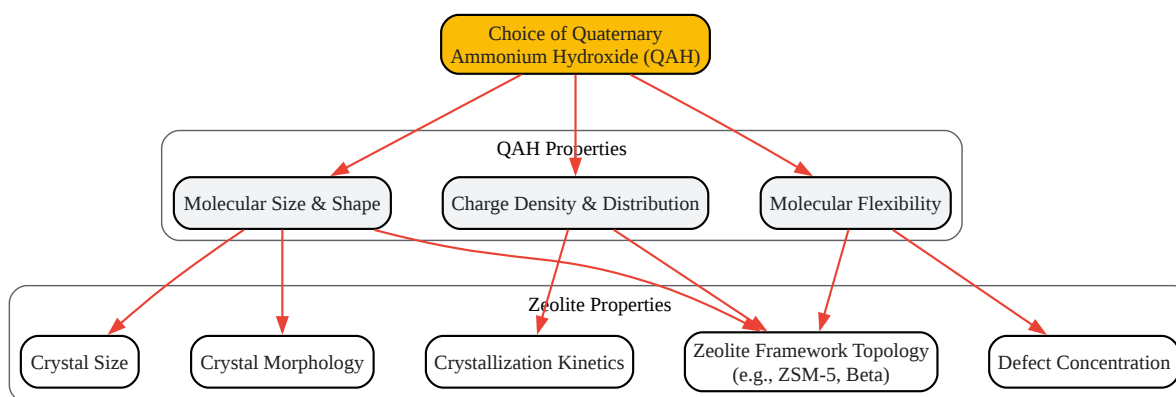 Choice of Quaternary
Ammonium Hydroxide (QAH)
QAH Properties
Molecular Size & Shape
Charge Density & Distribution
Molecular Flexibility
Zeolite Properties
Crystal Size
Crystal Morphology
Crystallization Kinetics
Zeolite Framework Topology
(e.g., ZSM-5, Beta)
Defect Concentration